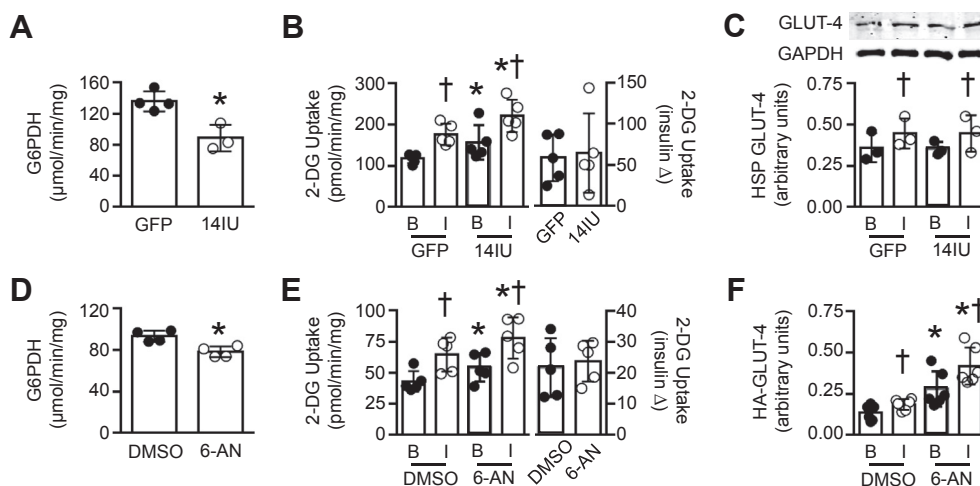 A
G6PDH
(µmol/min/mg)
160
120
80
40
0
*
GFP 14IU
B
2-DG Uptake
(pmol/min/mg)
300
200
100
0
†
*
*†
B I B I
GFP 14IU
150
100
50
0
2-DG Uptake
(insulin Δ)
GFP 14IU
C
GLUT-4
GAPDH
HSP GLUT-4
(arbitrary units)
0.75
0.50
0.25
0.00
† †
B I B I
GFP 14IU
D
G6PDH
(µmol/min/mg)
120
80
40
0
*
DMSO 6-AN
E
2-DG Uptake
(pmol/min/mg)
100
75
50
25
0
†
*
*†
B I B I
DMSO 6-AN
40
30
20
10
0
2-DG Uptake
(insulin Δ)
DMSO 6-AN
F
HA-GLUT-4
(arbitrary units)
0.75
0.50
0.25
0.00
†
*
*†
B I B I
DMSO 6-AN